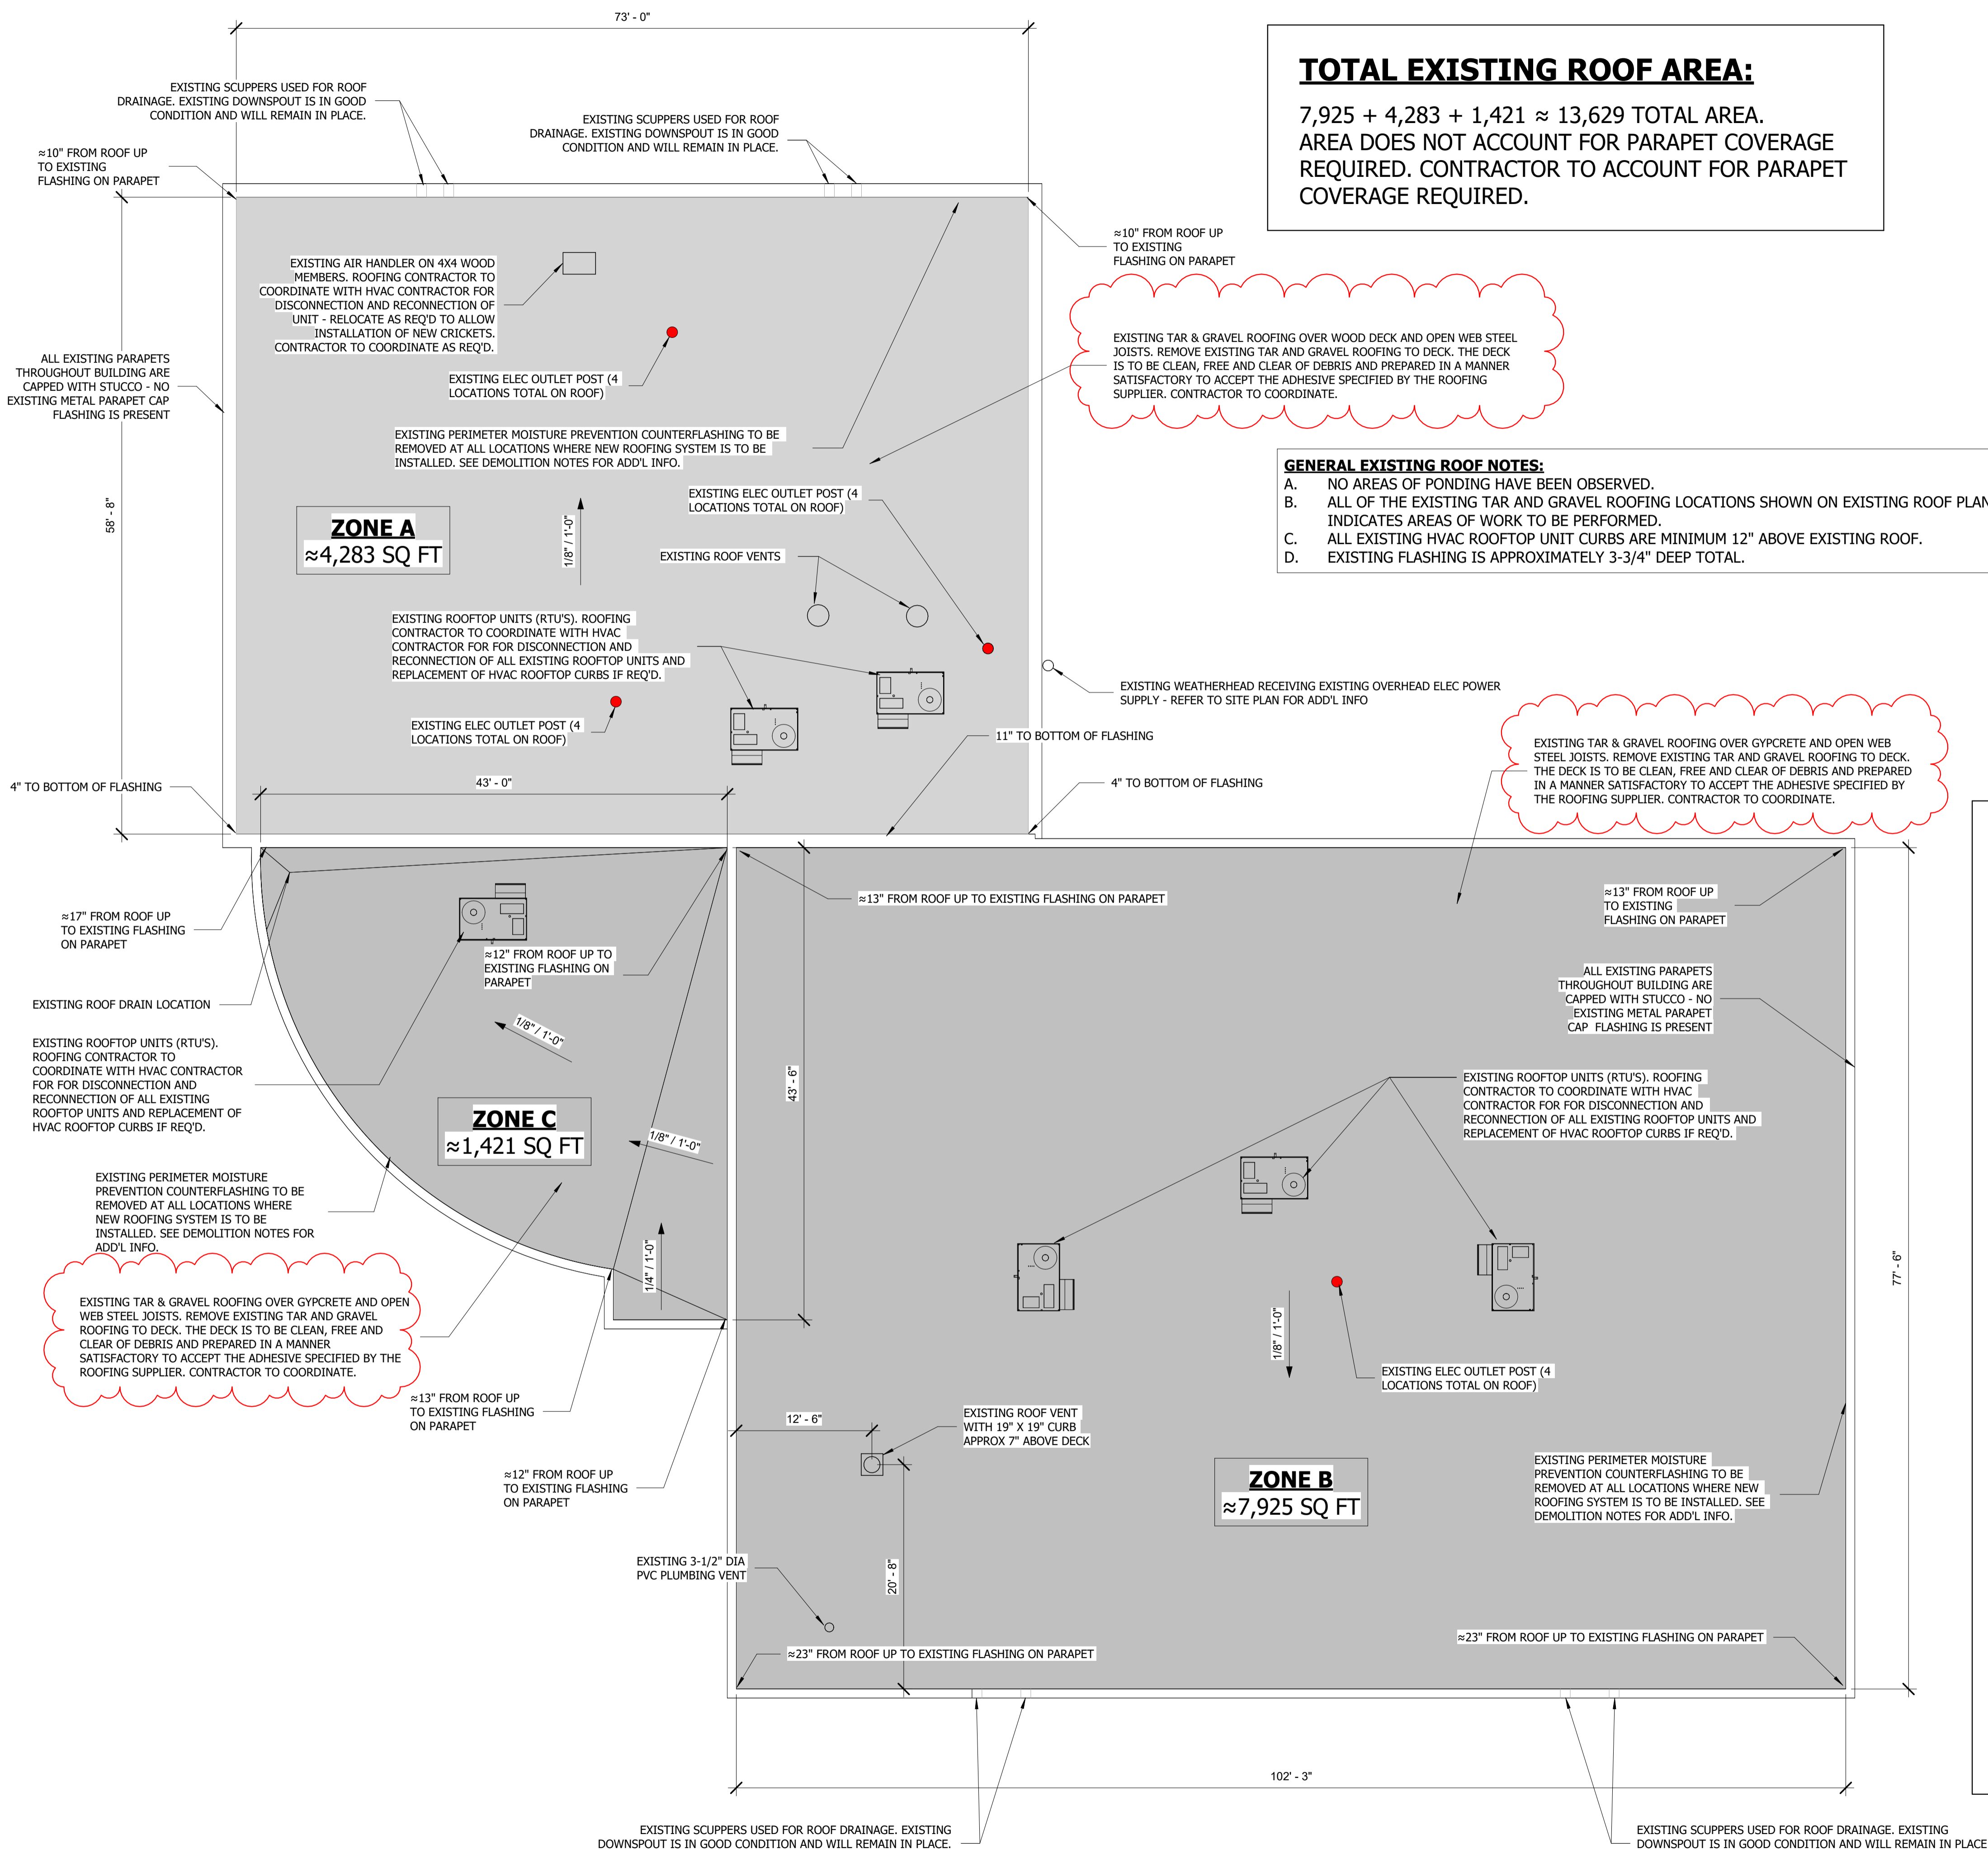 73' - 0"
TOTAL EXISTING ROOF AREA:
7,925 + 4,283 + 1,421 ≈ 13,629 TOTAL AREA.
AREA DOES NOT ACCOUNT FOR PARAPET COVERAGE
REQUIRED. CONTRACTOR TO ACCOUNT FOR PARAPET
COVERAGE REQUIRED.
EXISTING SCUPPERS USED FOR ROOF
DRAINAGE. EXISTING DOWNSPOUT IS IN GOOD
CONDITION AND WILL REMAIN IN PLACE.
EXISTING SCUPPERS USED FOR ROOF
DRAINAGE. EXISTING DOWNSPOUT IS IN GOOD
CONDITION AND WILL REMAIN IN PLACE.
≈10" FROM ROOF UP
TO EXISTING
FLASHING ON PARAPET
≈10" FROM ROOF UP
TO EXISTING
FLASHING ON PARAPET
EXISTING AIR HANDLER ON 4X4 WOOD
MEMBERS. ROOFING CONTRACTOR TO
COORDINATE WITH HVAC CONTRACTOR FOR
DISCONNECTION AND RECONNECTION OF
UNIT - RELOCATE AS REQ'D TO ALLOW
INSTALLATION OF NEW CRICKETS.
CONTRACTOR TO COORDINATE AS REQ'D.
EXISTING TAR & GRAVEL ROOFING OVER WOOD DECK AND OPEN WEB STEEL
JOISTS. REMOVE EXISTING TAR AND GRAVEL ROOFING TO DECK. THE DECK
IS TO BE CLEAN, FREE AND CLEAR OF DEBRIS AND PREPARED IN A MANNER
SATISFACTORY TO ACCEPT THE ADHESIVE SPECIFIED BY THE ROOFING
SUPPLIER. CONTRACTOR TO COORDINATE.
ALL EXISTING PARAPETS
THROUGHOUT BUILDING ARE
CAPPED WITH STUCCO - NO
EXISTING METAL PARAPET CAP
FLASHING IS PRESENT
EXISTING ELEC OUTLET POST (4
LOCATIONS TOTAL ON ROOF)
EXISTING PERIMETER MOISTURE PREVENTION COUNTERFLASHING TO BE
REMOVED AT ALL LOCATIONS WHERE NEW ROOFING SYSTEM IS TO BE
INSTALLED. SEE DEMOLITION NOTES FOR ADD'L INFO.
GENERAL EXISTING ROOF NOTES:
A. NO AREAS OF PONDING HAVE BEEN OBSERVED.
B. ALL OF THE EXISTING TAR AND GRAVEL ROOFING LOCATIONS SHOWN ON EXISTING ROOF PLAN
INDICATES AREAS OF WORK TO BE PERFORMED.
C. ALL EXISTING HVAC ROOFTOP UNIT CURBS ARE MINIMUM 12" ABOVE EXISTING ROOF.
D. EXISTING FLASHING IS APPROXIMATELY 3-3/4" DEEP TOTAL.
58' - 8"
EXISTING ELEC OUTLET POST (4
LOCATIONS TOTAL ON ROOF)
ZONE A
≈4,283 SQ FT
1/8" / 1'-0"
EXISTING ROOF VENTS
EXISTING ROOFTOP UNITS (RTU'S). ROOFING
CONTRACTOR TO COORDINATE WITH HVAC
CONTRACTOR FOR FOR DISCONNECTION AND
RECONNECTION OF ALL EXISTING ROOFTOP UNITS AND
REPLACEMENT OF HVAC ROOFTOP CURBS IF REQ'D.
EXISTING WEATHERHEAD RECEIVING EXISTING OVERHEAD ELEC POWER
SUPPLY - REFER TO SITE PLAN FOR ADD'L INFO
EXISTING ELEC OUTLET POST (4
LOCATIONS TOTAL ON ROOF)
11" TO BOTTOM OF FLASHING
EXISTING TAR & GRAVEL ROOFING OVER GYPCRETE AND OPEN WEB
STEEL JOISTS. REMOVE EXISTING TAR AND GRAVEL ROOFING TO DECK.
THE DECK IS TO BE CLEAN, FREE AND CLEAR OF DEBRIS AND PREPARED
IN A MANNER SATISFACTORY TO ACCEPT THE ADHESIVE SPECIFIED BY
THE ROOFING SUPPLIER. CONTRACTOR TO COORDINATE.
4" TO BOTTOM OF FLASHING
43' - 0"
4" TO BOTTOM OF FLASHING
≈13" FROM ROOF UP TO EXISTING FLASHING ON PARAPET
≈13" FROM ROOF UP
TO EXISTING
FLASHING ON PARAPET
≈17" FROM ROOF UP
TO EXISTING FLASHING
ON PARAPET
≈12" FROM ROOF UP TO
EXISTING FLASHING ON
PARAPET
ALL EXISTING PARAPETS
THROUGHOUT BUILDING ARE
CAPPED WITH STUCCO - NO
EXISTING METAL PARAPET
CAP FLASHING IS PRESENT
EXISTING ROOF DRAIN LOCATION
1/8" / 1'-0"
EXISTING ROOFTOP UNITS (RTU'S).
ROOFING CONTRACTOR TO
COORDINATE WITH HVAC CONTRACTOR
FOR FOR DISCONNECTION AND
RECONNECTION OF ALL EXISTING
ROOFTOP UNITS AND REPLACEMENT OF
HVAC ROOFTOP CURBS IF REQ'D.
43' - 6"
EXISTING ROOFTOP UNITS (RTU'S). ROOFING
CONTRACTOR TO COORDINATE WITH HVAC
CONTRACTOR FOR FOR DISCONNECTION AND
RECONNECTION OF ALL EXISTING ROOFTOP UNITS AND
REPLACEMENT OF HVAC ROOFTOP CURBS IF REQ'D.
ZONE C
≈1,421 SQ FT
1/8" / 1'-0"
EXISTING PERIMETER MOISTURE
PREVENTION COUNTERFLASHING TO BE
REMOVED AT ALL LOCATIONS WHERE
NEW ROOFING SYSTEM IS TO BE
INSTALLED. SEE DEMOLITION NOTES FOR
ADD'L INFO.
1/4" / 1'-0"
77' - 6"
EXISTING TAR & GRAVEL ROOFING OVER GYPCRETE AND OPEN
WEB STEEL JOISTS. REMOVE EXISTING TAR AND GRAVEL
ROOFING TO DECK. THE DECK IS TO BE CLEAN, FREE AND
CLEAR OF DEBRIS AND PREPARED IN A MANNER
SATISFACTORY TO ACCEPT THE ADHESIVE SPECIFIED BY THE
ROOFING SUPPLIER. CONTRACTOR TO COORDINATE.
1/8" / 1'-0"
EXISTING ELEC OUTLET POST (4
LOCATIONS TOTAL ON ROOF)
≈13" FROM ROOF UP
TO EXISTING FLASHING
ON PARAPET
12' - 6"
EXISTING ROOF VENT
WITH 19" X 19" CURB
APPROX 7" ABOVE DECK
≈12" FROM ROOF UP
TO EXISTING FLASHING
ON PARAPET
ZONE B
≈7,925 SQ FT
EXISTING PERIMETER MOISTURE
PREVENTION COUNTERFLASHING TO BE
REMOVED AT ALL LOCATIONS WHERE NEW
ROOFING SYSTEM IS TO BE INSTALLED. SEE
DEMOLITION NOTES FOR ADD'L INFO.
EXISTING 3-1/2" DIA
PVC PLUMBING VENT
20' - 8"
≈23" FROM ROOF UP TO EXISTING FLASHING ON PARAPET
≈23" FROM ROOF UP TO EXISTING FLASHING ON PARAPET
102' - 3"
EXISTING SCUPPERS USED FOR ROOF DRAINAGE. EXISTING
DOWNSPOUT IS IN GOOD CONDITION AND WILL REMAIN IN PLACE.
EXISTING SCUPPERS USED FOR ROOF DRAINAGE. EXISTING
DOWNSPOUT IS IN GOOD CONDITION AND WILL REMAIN IN PLACE